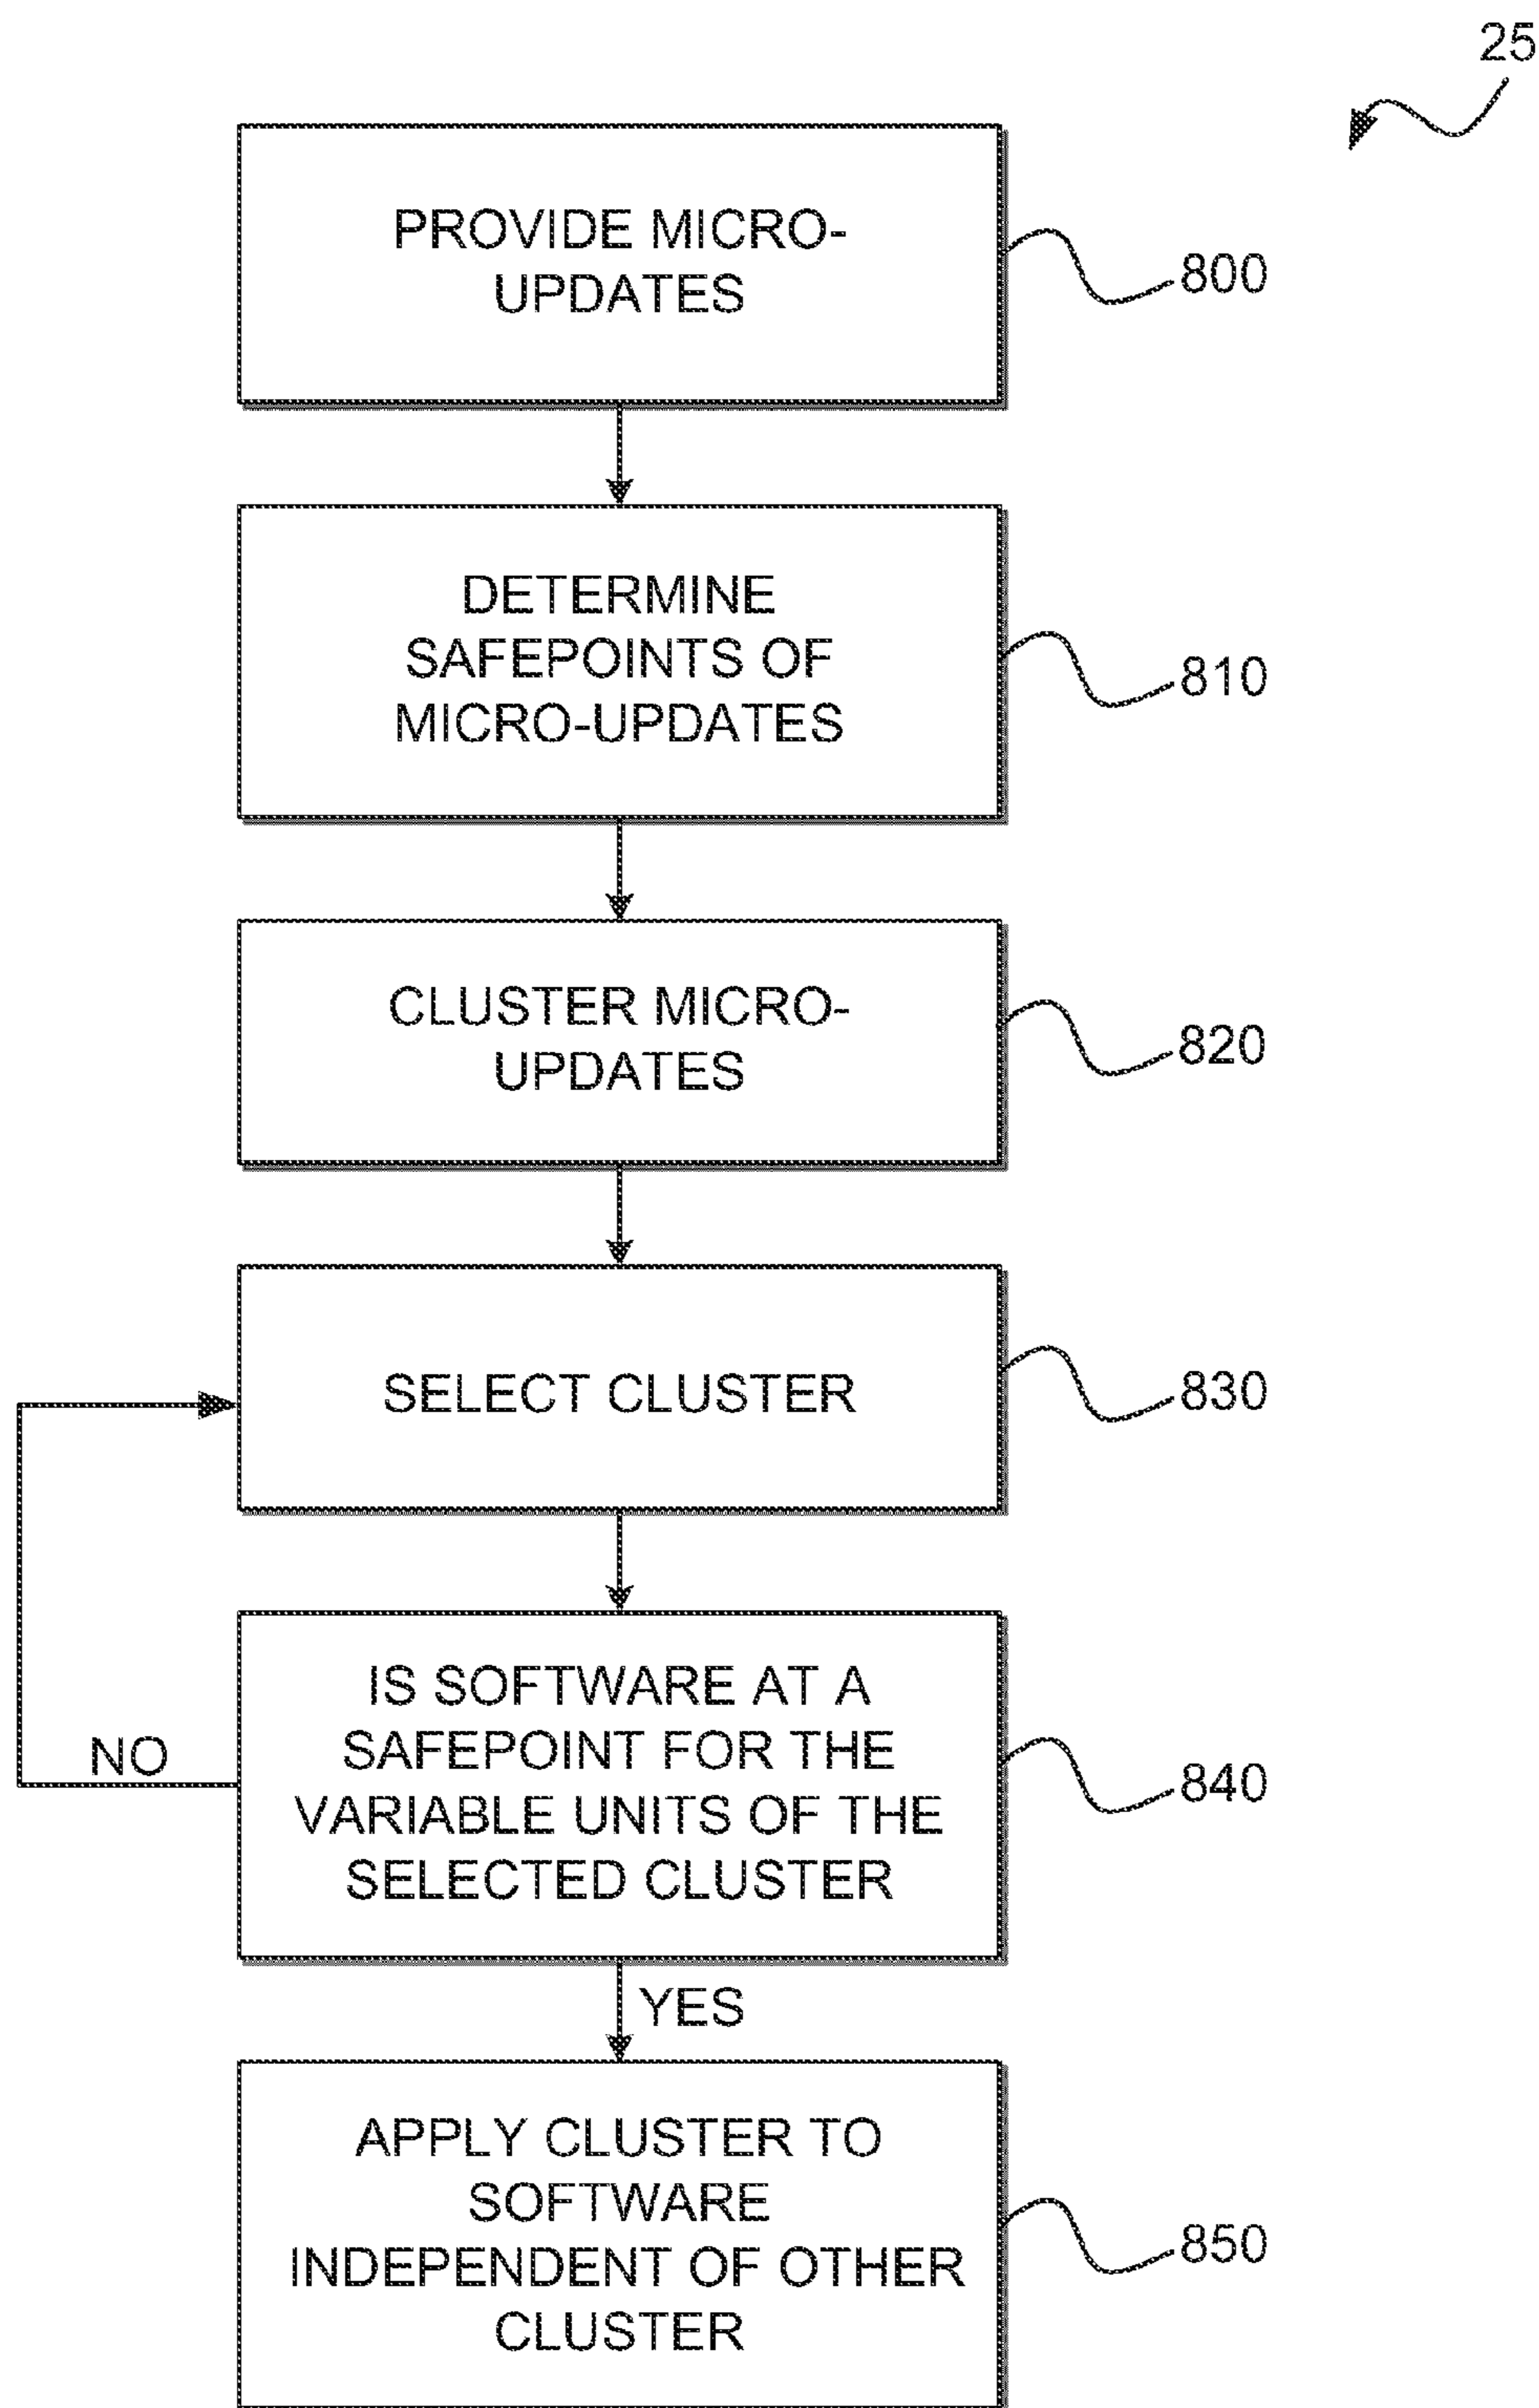 25
PROVIDE MICRO-
UPDATES
800
DETERMINE
SAFEPOINTS OF
MICRO-UPDATES
810
CLUSTER MICRO-
UPDATES
820
SELECT CLUSTER
830
IS SOFTWARE AT A
SAFEPOINT FOR THE
VARIABLE UNITS OF THE
SELECTED CLUSTER
840
NO
YES
APPLY CLUSTER TO
SOFTWARE
INDEPENDENT OF OTHER
CLUSTER
850